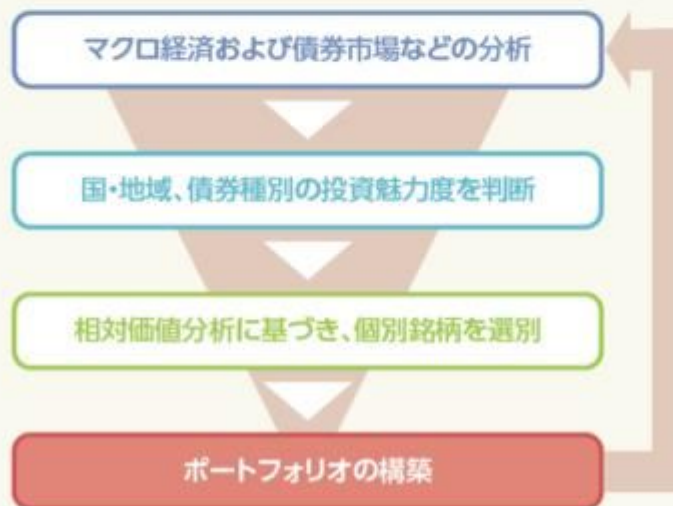 マクロ経済および債券市場などの分析
国・地域、債券種別の投資魅力度を判断
相対価値分析に基づき、個別銘柄を選別
ポートフォリオの構築